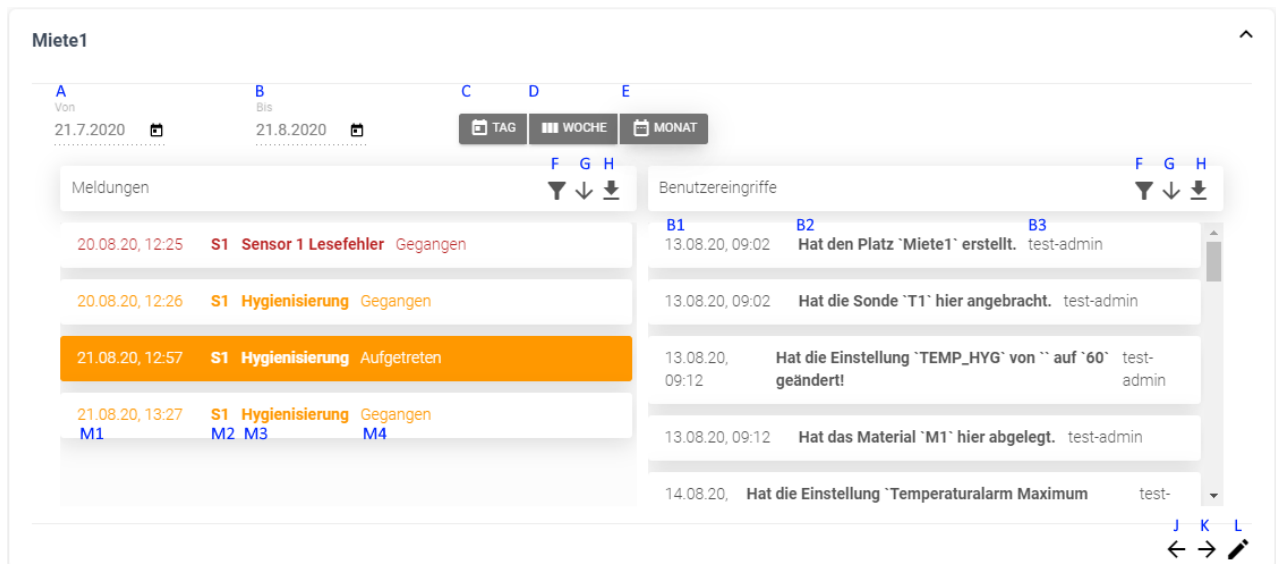 Miete1
A B C D E
Von Bis
21.7.2020 21.8.2020 TAG WOCHE MONAT
F G H
Meldungen
20.08.20, 12:25 S1 Sensor 1 Lesefehler Gegangen
20.08.20, 12:26 S1 Hygienisierung Gegangen
21.08.20, 12:57 S1 Hygienisierung Aufgetreten
21.08.20, 13:27 S1 Hygienisierung Gegangen
M1 M2 M3 M4
F G H
Benutzereingriffe
B1 B2 B3
13.08.20, 09:02 Hat den Platz `Miete1` erstellt. test-admin
13.08.20, 09:02 Hat die Sonde `T1` hier angebracht. test-admin
13.08.20, Hat die Einstellung `TEMP_HYG` von `` auf `60` test-
09:12 geändert! admin
13.08.20, 09:12 Hat das Material `M1` hier abgelegt. test-admin
14.08.20, Hat die Einstellung `Temperaturalarm Maximum test-
J K L